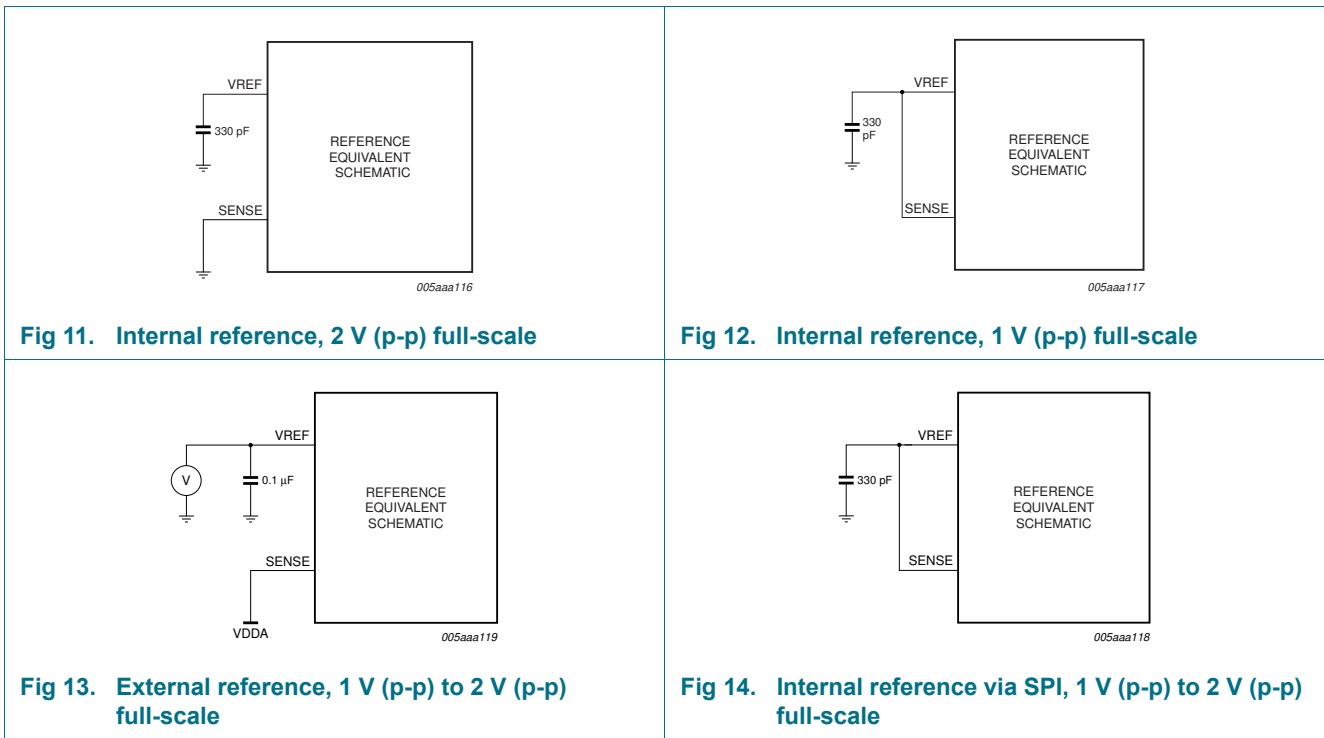 VREF
330 pF
REFERENCE
EQUIVALENT
SCHEMATIC
SENSE
005aaa116
Fig 11. Internal reference, 2 V (p-p) full-scale
VREF
330
pF
REFERENCE
EQUIVALENT
SCHEMATIC
SENSE
005aaa117
Fig 12. Internal reference, 1 V (p-p) full-scale
VREF
V
0.1 μF
REFERENCE
EQUIVALENT
SCHEMATIC
SENSE
VDDA
005aaa119
Fig 13. External reference, 1 V (p-p) to 2 V (p-p)
full-scale
VREF
330 pF
REFERENCE
EQUIVALENT
SCHEMATIC
SENSE
005aaa118
Fig 14. Internal reference via SPI, 1 V (p-p) to 2 V (p-p)
full-scale